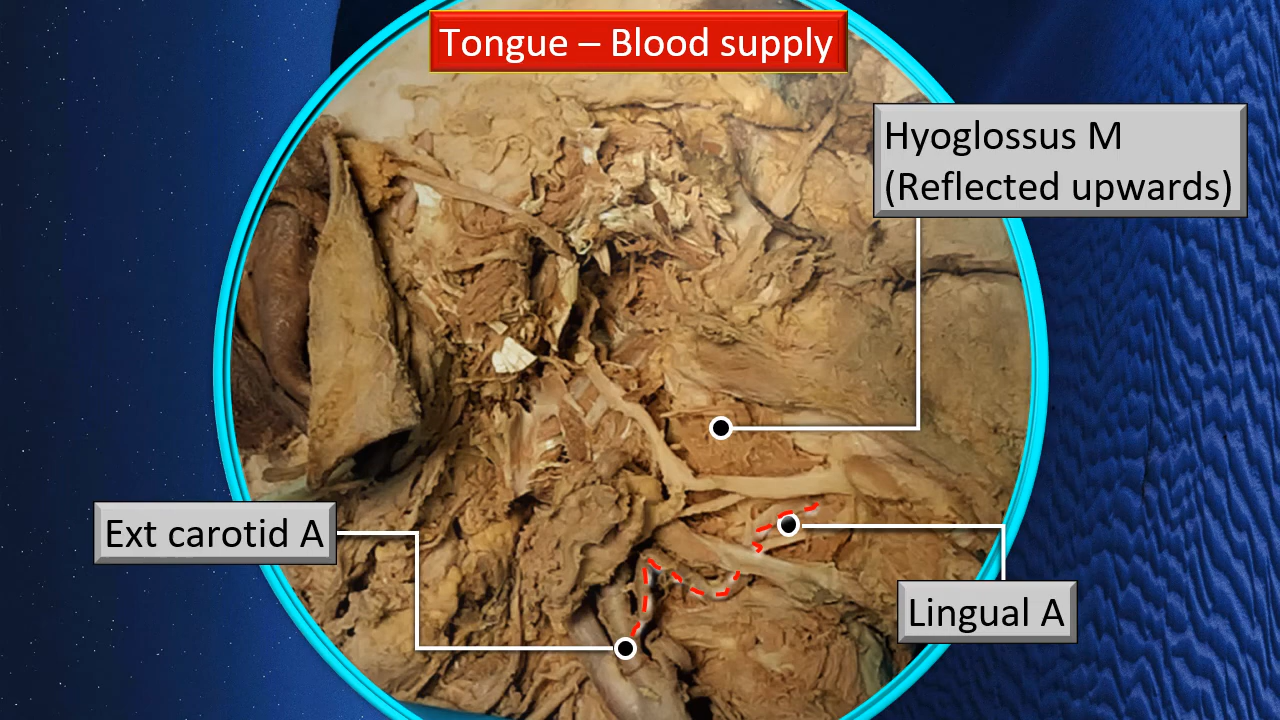 Tongue – Blood supply
Hyoglossus M
(Reflected upwards)
Ext carotid A
Lingual A